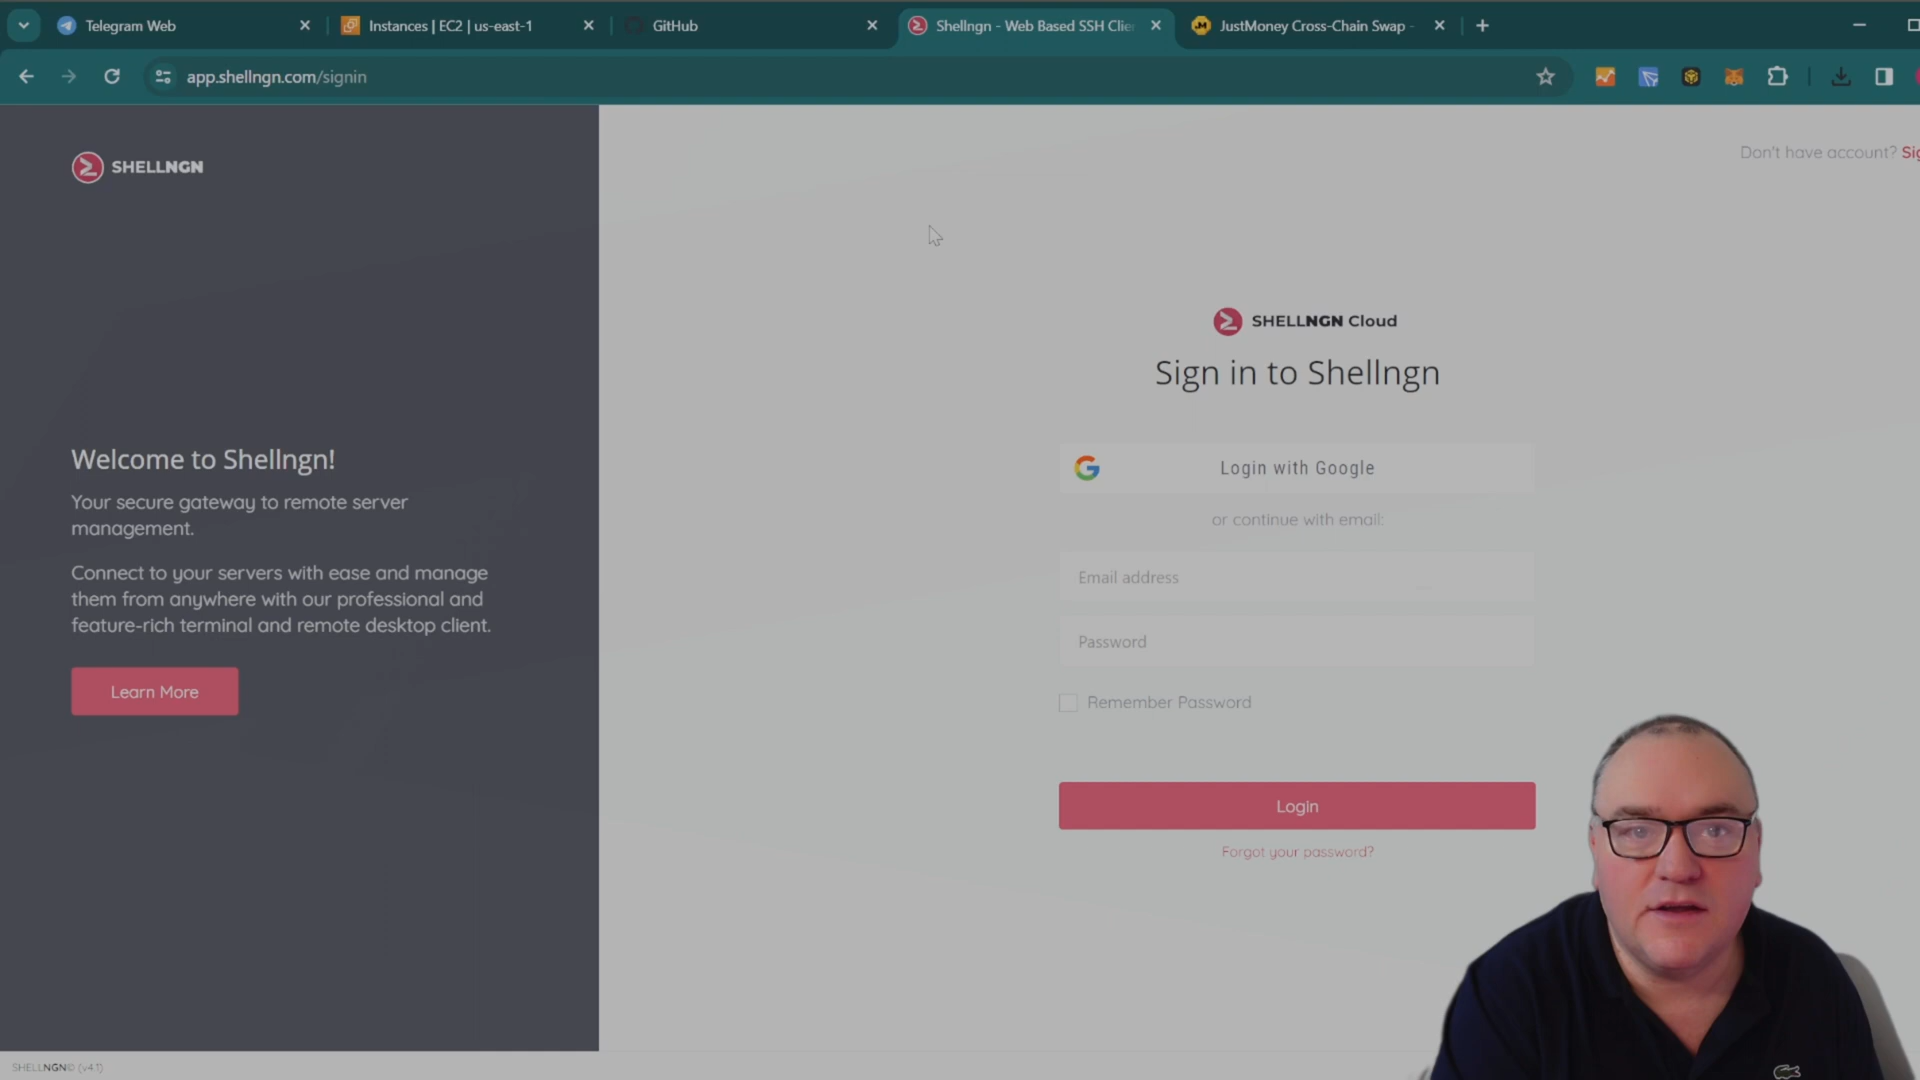 Telegram Web
Instances | EC2 | us-east-1
GitHub
Shellngn - Web Based SSH Clie
JustMoney Cross-Chain Swap -
app.shellngn.com/signin
SHELLNGN
Don't have account? Sig
SHELLNGN Cloud
Sign in to Shellngn
Login with Google
or continue with email:
Email address
Password
Remember Password
Login
Forgot your password?
Welcome to Shellngn!
Your secure gateway to remote server
management.
Connect to your servers with ease and manage
them from anywhere with our professional and
feature-rich terminal and remote desktop client.
Learn More
SHELLNGN© (v4.1)